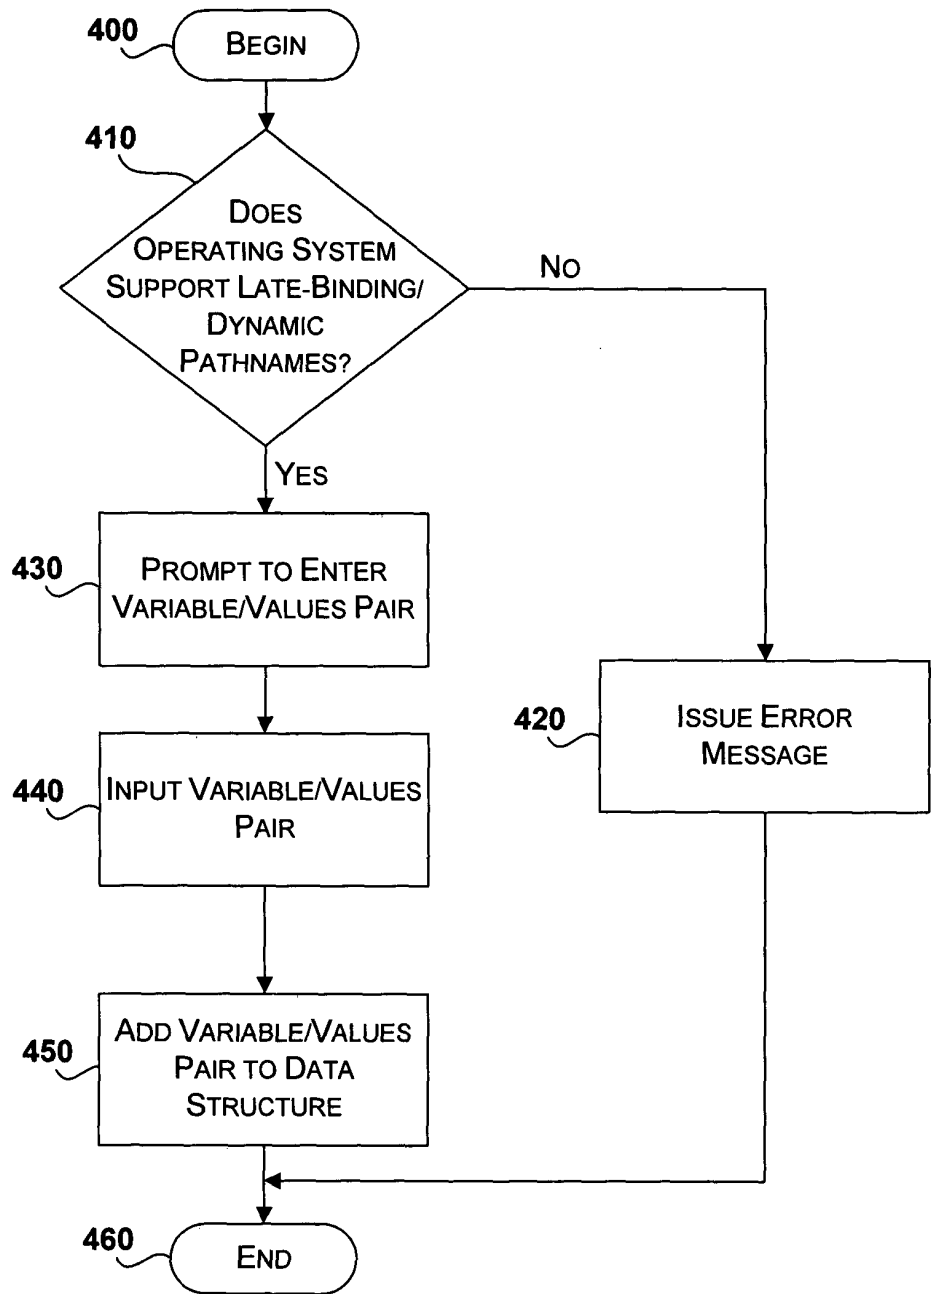 400
BEGIN
410
DOES
OPERATING SYSTEM
SUPPORT LATE-BINDING/
DYNAMIC
PATHNAMES?
NO
YES
430
PROMPT TO ENTER
VARIABLE/VALUES PAIR
420
ISSUE ERROR
MESSAGE
440
INPUT VARIABLE/VALUES
PAIR
450
ADD VARIABLE/VALUES
PAIR TO DATA
STRUCTURE
460
END